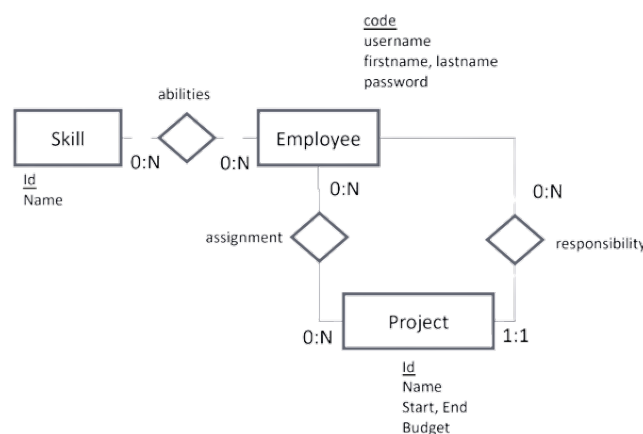 code
username
firstname, lastname
password
abilities
Skill
Employee
0:N
0:N
Id
Name
0:N
0:N
assignment
responsibility
Project
0:N
1:1
Id
Name
Start, End
Budget